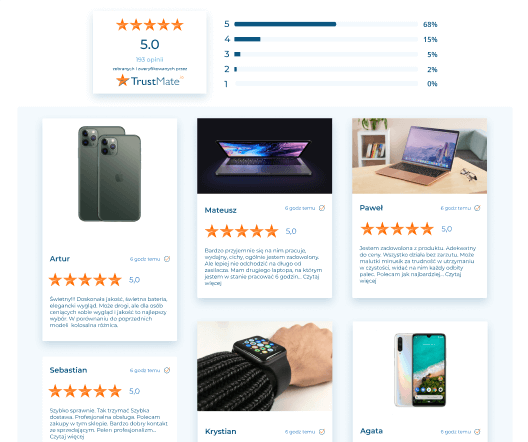 5.0
193 opinii
zebranych i zweryfikowanych przez
TrustMate
5 68%
4 15%
3 5%
2 2%
1 0%
Artur
6 godz temu
5,0
Świetny!!! Doskonała jakość, świetna bateria,
elegancki wygląd. Może drogi, ale dla osób
ceniących sobie wygląd i jakość to najlepszy
wybór. W porównaniu do poprzednich
modeli kolosalna różnica.
Sebastian
6 godz temu
5,0
Szybko sprawnie. Tak trzymać Szybka
dostawa. Profesjonalna obsługa. Polecam
zakupy w tym sklepie. Bardzo dobry kontakt
ze sprzedającym. Pełen profesjonalizm...
Czytaj więcej
Mateusz
6 godz temu
5,0
Bardzo przyjemnie się na nim pracuje,
wydajny, cichy, ogólnie jestem zadowolony.
Ale lepiej nie odchodzić na długo od
zasilacza. Mam drugiego laptopa, na którym
jestem w stanie pracować 6 godzin... Czytaj
więcej
Krystian
6 godz temu
Paweł
6 godz temu
5,0
Jestem zadowolona z produktu. Adekwatny
do ceny. Wszystko działa bez zarzutu. Może
malutki minusik za trudność w utrzymaniu
w czystości, widać na nim każdy odbity
palec. Polecam jak najbardziej... Czytaj
więcej
Agata
6 godz temu